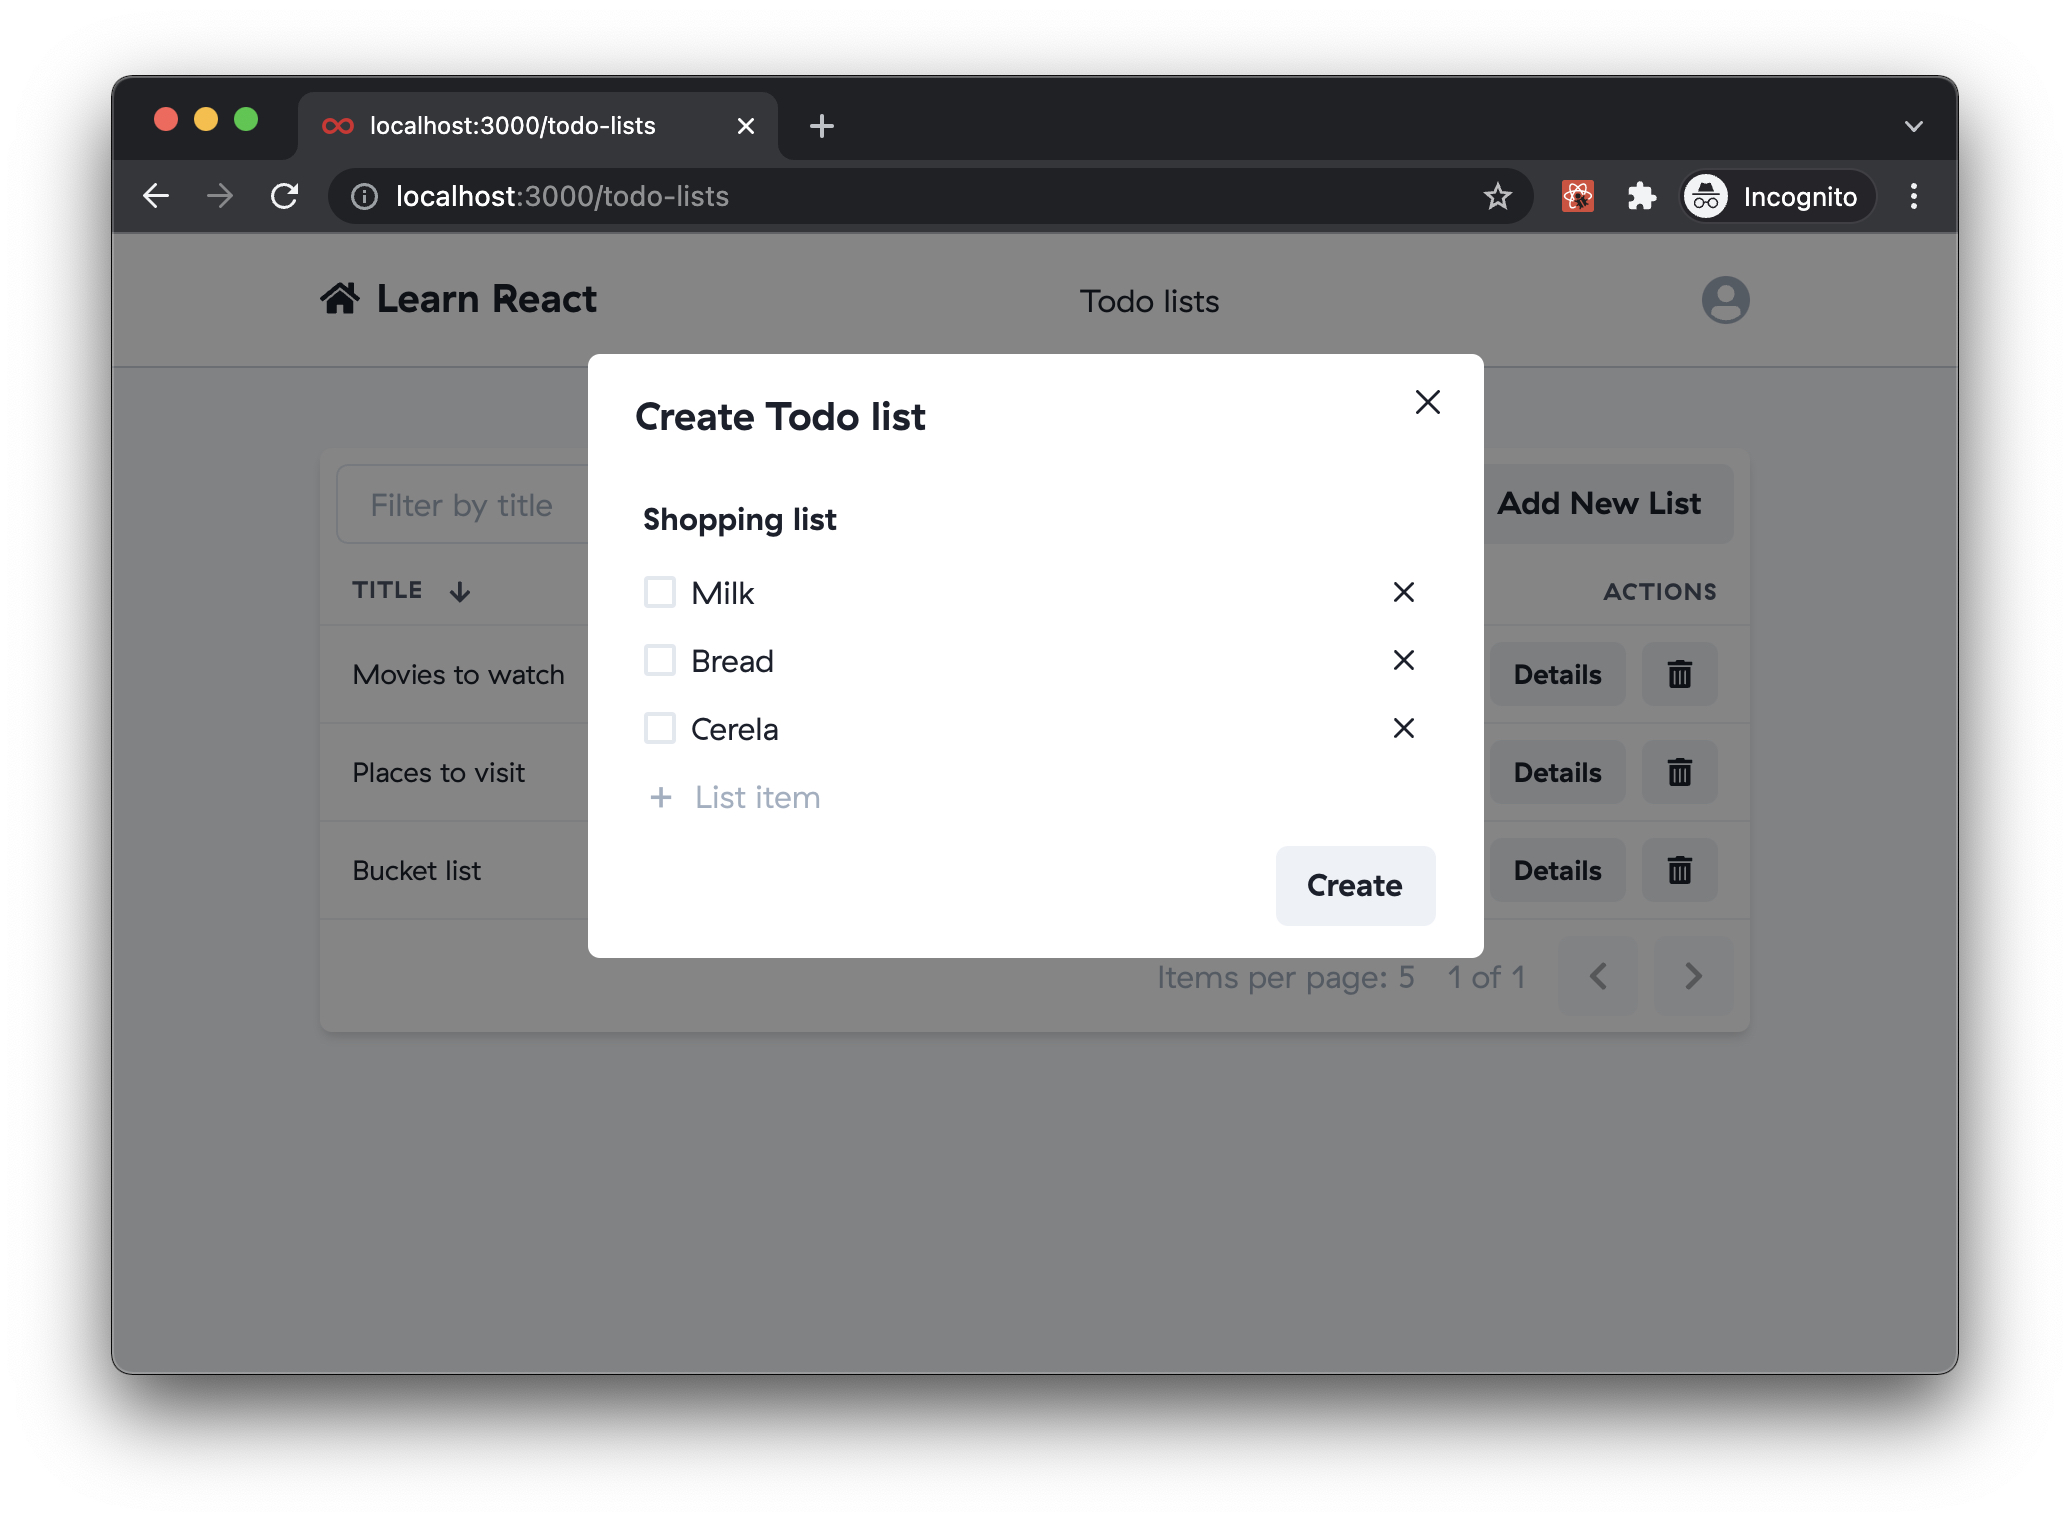 localhost:3000/todo-lists
localhost:3000/todo-lists
Incognito
Learn React
Todo lists
Create Todo list
Filter by title
Add New List
Shopping list
TITLE
ACTIONS
Milk
Movies to watch
Bread
Details
Cerela
Places to visit
Details
List item
Bucket list
Details
Create
Items per page: 5 1 of 1